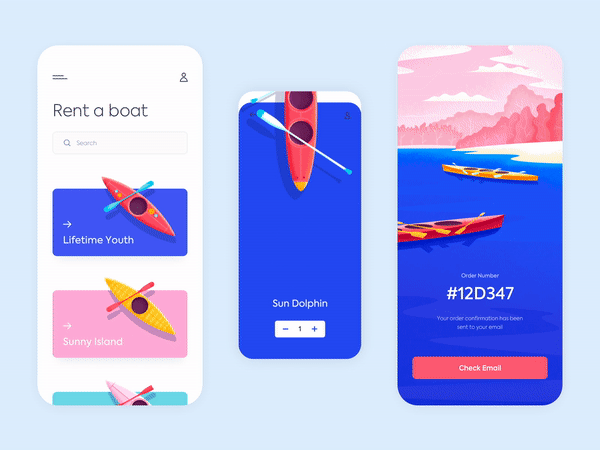 Rent a boat
Search
Lifetime Youth
Sunny Island
Sun Dolphin
1
Order Number
#12D347
Your order confirmation has been
sent to your email
Check Email